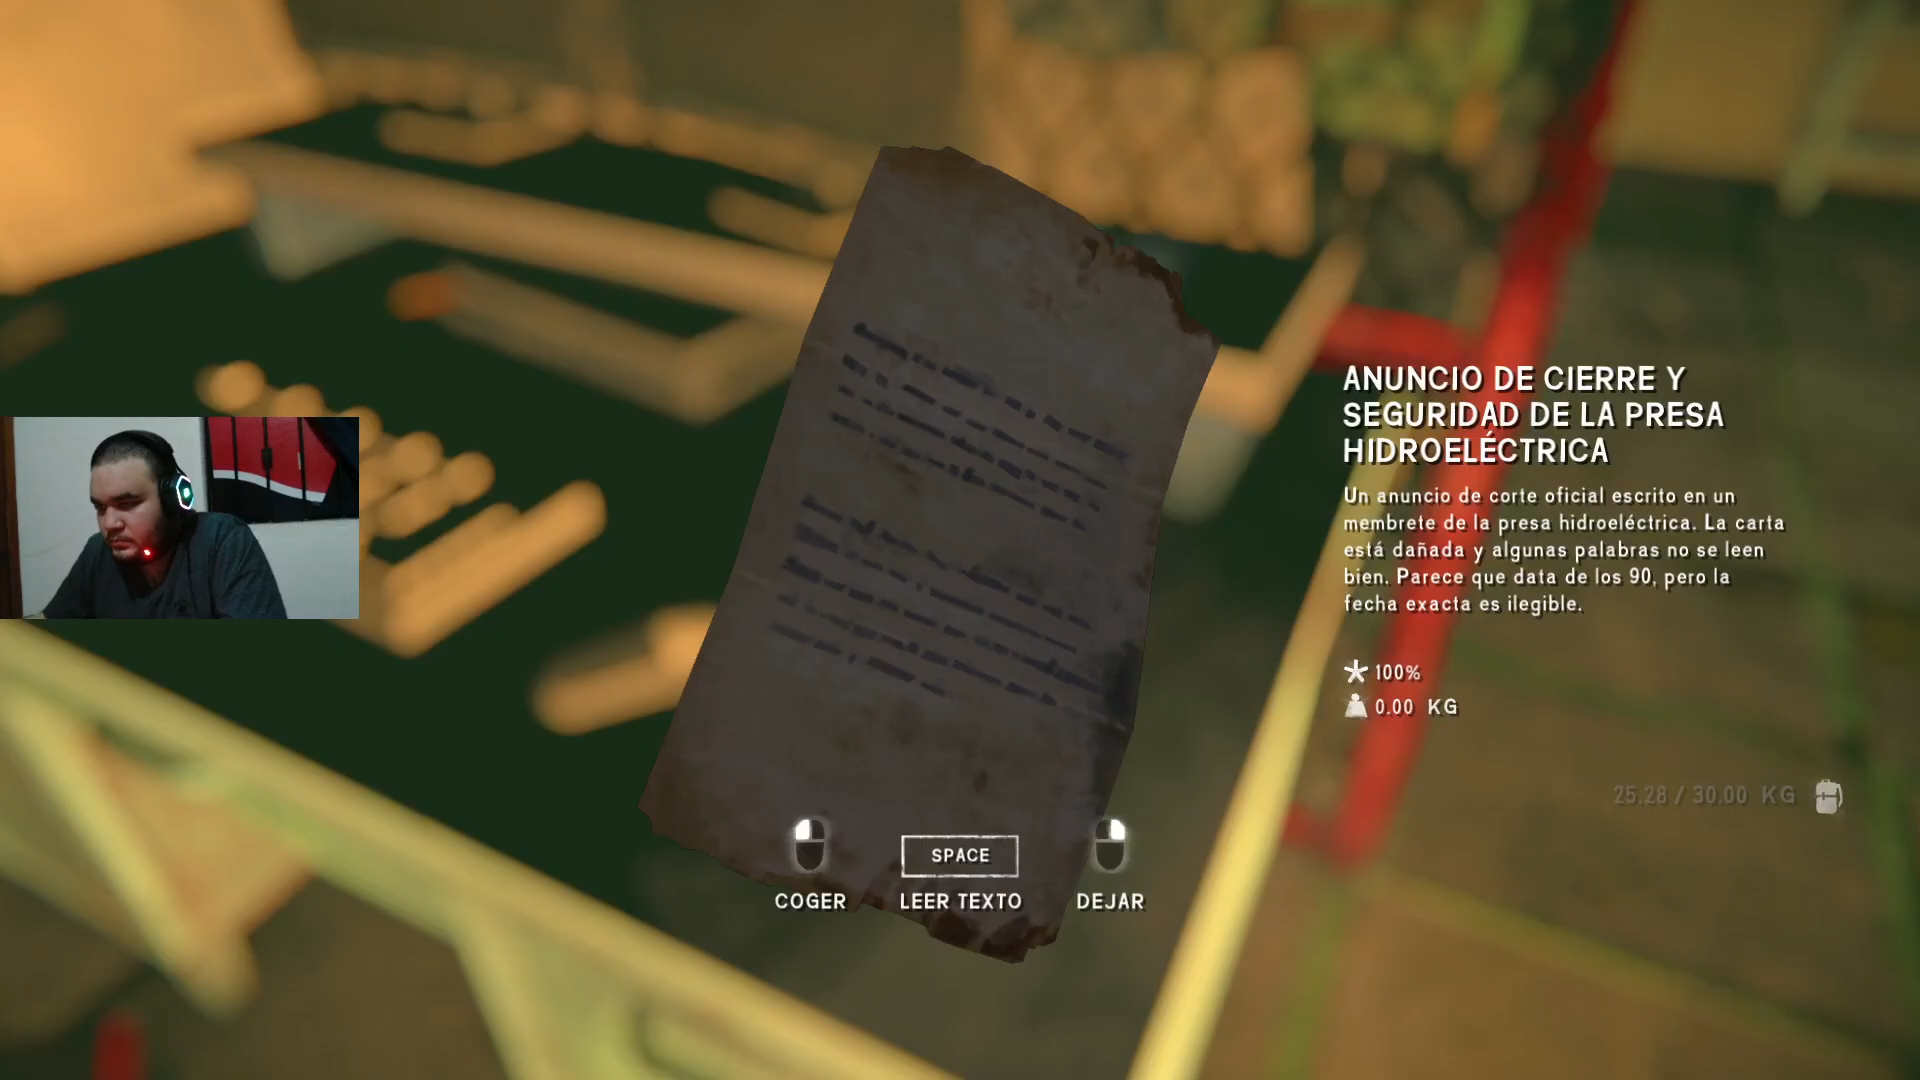 ANUNCIO DE CIERRE Y
SEGURIDAD DE LA PRESA
HIDROELÉCTRICA
Un anuncio de corte oficial escrito en un
membrete de la presa hidroeléctrica. La carta
está dañada y algunas palabras no se leen
bien. Parece que data de los 90, pero la
fecha exacta es ilegible.
100%
0.00 KG
25.28 / 30.00 KG
SPACE
COGER LEER TEXTO DEJAR